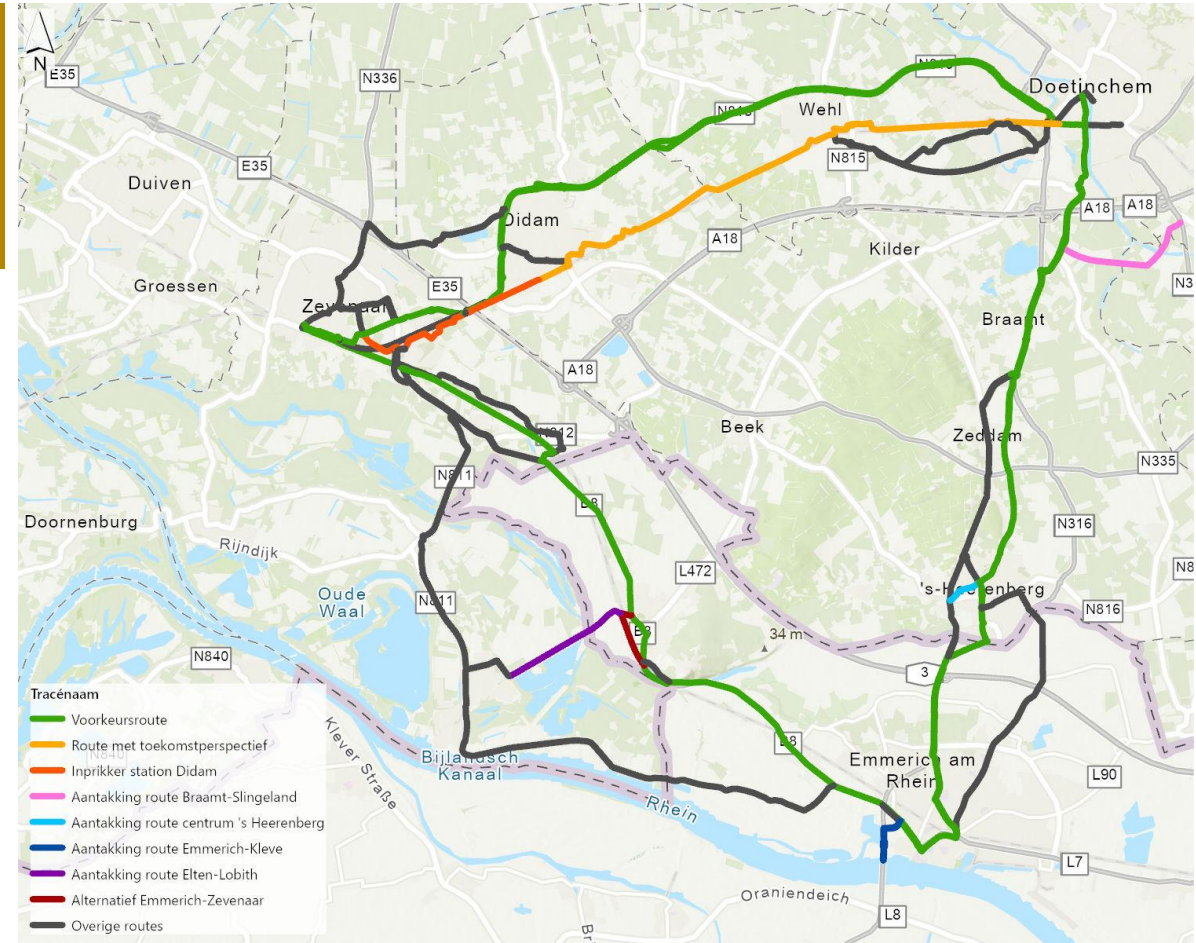 N
E35
N336
N813
Doetinchem
Wehl
N813
N815
E35
Duiven
Didam
A18
A18
A18
Kilder
Groessen
E35
Zevenaar
N3
Braamt
A18
Beek
N812
Zeddam
N335
N811
B8
Doornenburg
N316
Rijndijk
L472
N8
Oude
Waal
N811
's-Heerenberg
N816
B8
34 m
N840
3
Tracénaam
Voorkeursroute
Route met toekomstperspectief
N840
Inprikker station Didam
Aantakking route Braamt-Slingeland
Aantakking route centrum 's Heerenberg
Aantakking route Emmerich-Kleve
Aantakking route Elten-Lobith
Alternatief Emmerich-Zevenaar
Overige routes
Klever Straße
Bijlandsch
Kanaal
B8
Emmerich am
Rhein
L90
Rhein
L7
Oraniendeich
L8